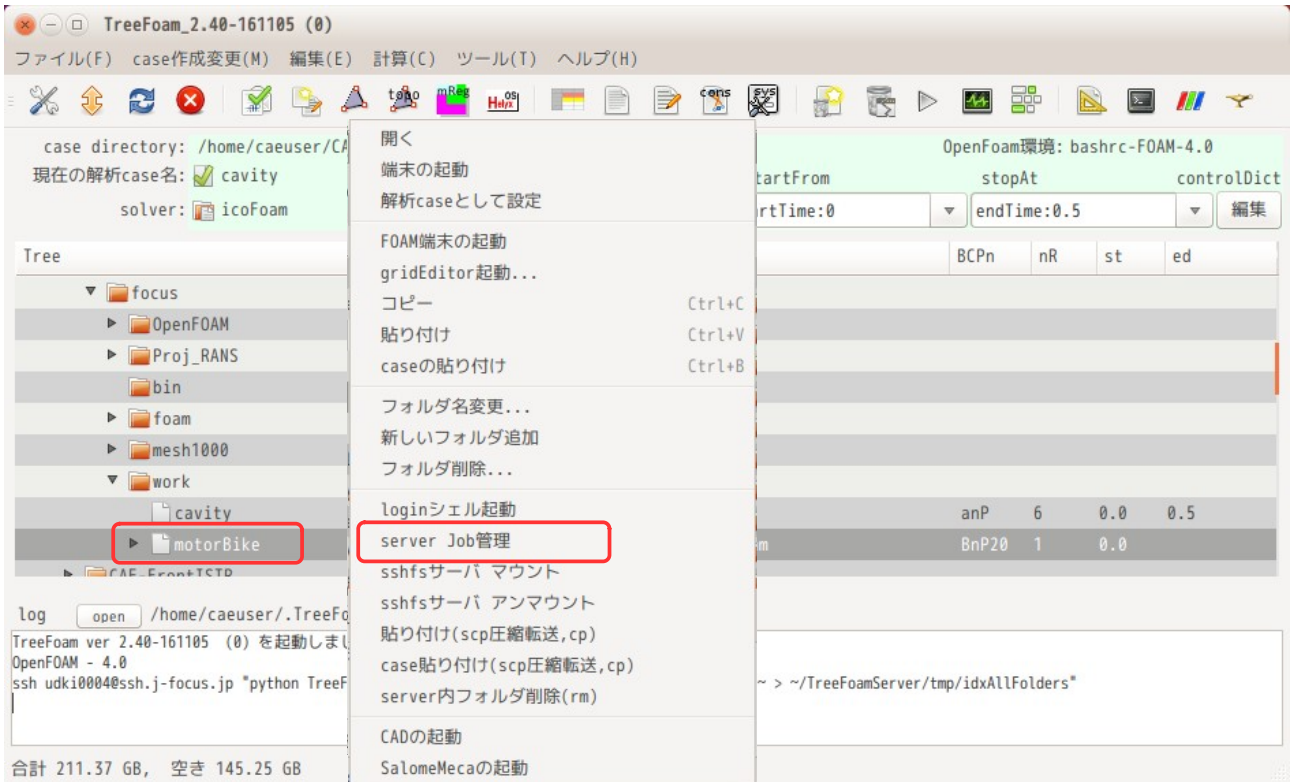 TreeFoam_2.40-161105 (0)
ファイル(F) case作成変更(M) 編集(E) 計算(C) ツール(T) ヘルプ(H)
topo mReg Helyx OS cons sys
case directory: /home/caeuser/CA
OpenFoam環境: bashrc-FOAM-4.0
現在の解析case名: cavity
tartFrom stopAt controlDict
solver: icoFoam
rtTime:0 endTime:0.5 編集
Tree BCPn nR st ed
focus
OpenFOAM
Proj_RANS
bin
foam
mesh1000
work
cavity anP 6 0.0 0.5
motorBike m BnP20 1 0.0
CAE-FrontISTR
開く
端末の起動
解析caseとして設定
FOAM端末の起動
gridEditor起動...
コピー Ctrl+C
貼り付け Ctrl+V
caseの貼り付け Ctrl+B
フォルダ名変更...
新しいフォルダ追加
フォルダ削除...
loginシェル起動
server Job管理
sshfsサーバ マウント
sshfsサーバ アンマウント
貼り付け(scp圧縮転送,cp)
case貼り付け(scp圧縮転送,cp)
server内フォルダ削除(rm)
CADの起動
SalomeMecaの起動
log open /home/caeuser/.TreeFo
TreeFoam ver 2.40-161105 (0) を起動しまし
OpenFOAM - 4.0
ssh udki0004@ssh.j-focus.jp "python TreeF ~ > ~/TreeFoamServer/tmp/idxAllFolders"
合計 211.37 GB, 空き 145.25 GB